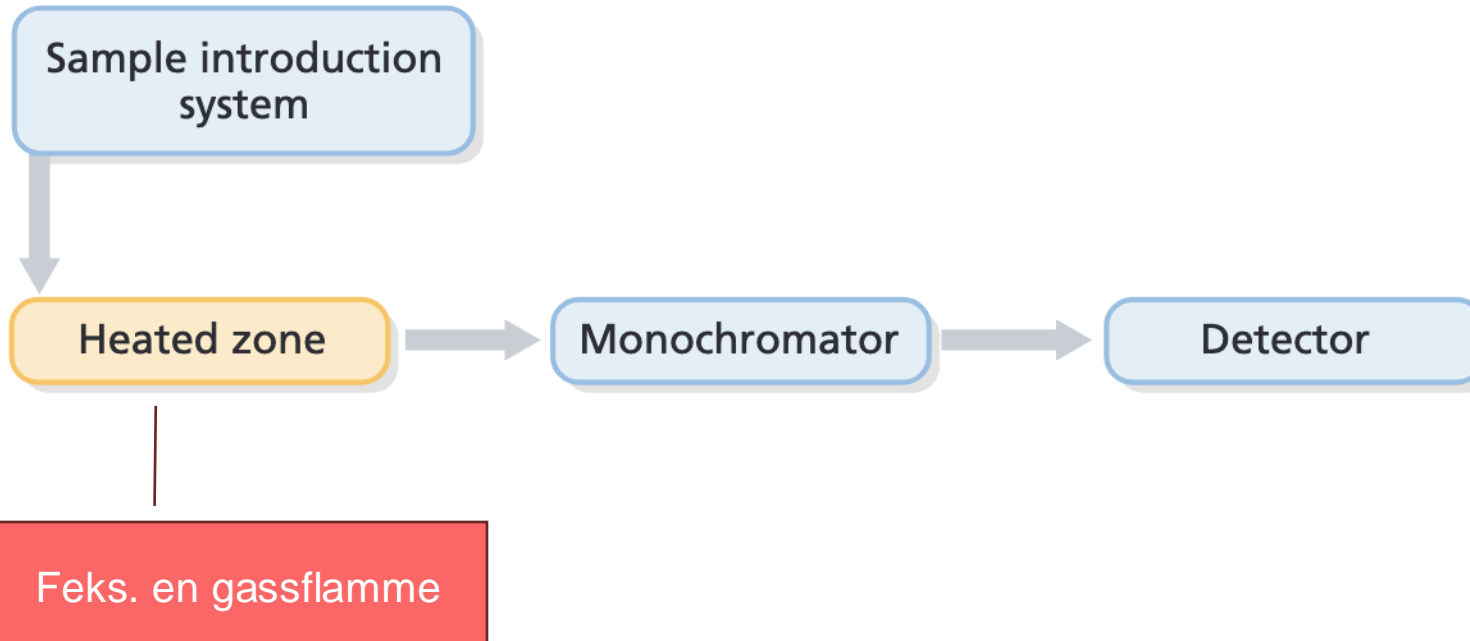 Sample introduction
system
Heated zone
Monochromator
Detector
Feks. en gassflamme